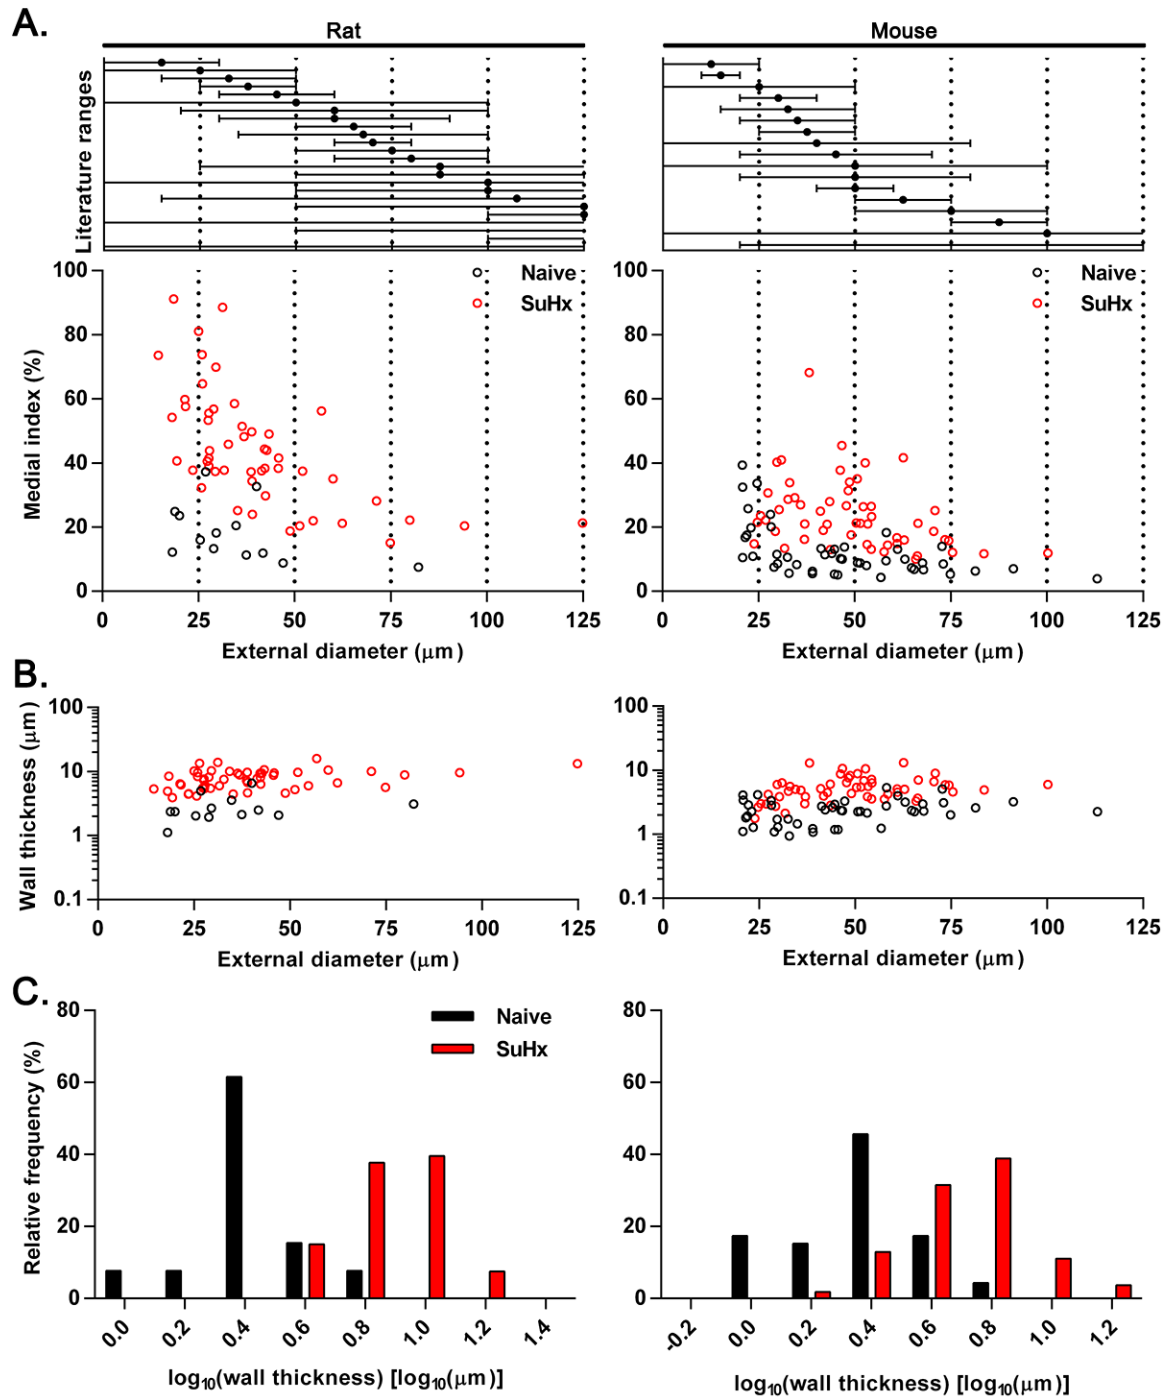 A.
Rat
Mouse
Literature ranges
100
80
60
40
20
0
Medial index (%)
Naive
SuHx
0 25 50 75 100 125
External diameter (μm)
Naive
SuHx
100
80
60
40
20
0
0 25 50 75 100 125
External diameter (μm)
B.
Wall thickness (μm)
100
10
1
0.1
0 25 50 75 100 125
External diameter (μm)
100
10
1
0.1
0 25 50 75 100 125
External diameter (μm)
C.
Relative frequency (%)
80
60
40
20
0
Naive
SuHx
0.0 0.2 0.4 0.6 0.8 1.0 1.2 1.4
log10(wall thickness) [log10(μm)]
80
60
40
20
0
-0.2 0.0 0.2 0.4 0.6 0.8 1.0 1.2
log10(wall thickness) [log10(μm)]